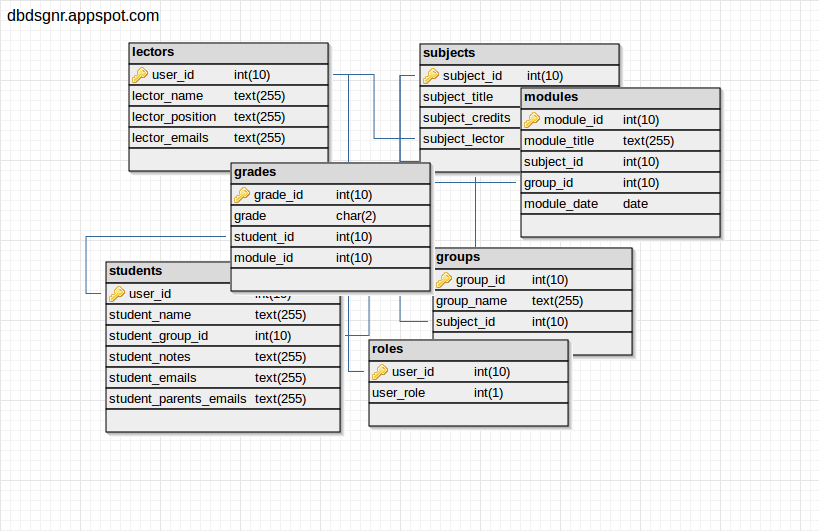 dbdsgnr.appspot.com
lectors
user_id int(10)
lector_name text(255)
lector_position text(255)
lector_emails text(255)
subjects
subject_id int(10)
subject_title
subject_credits
subject_lector
modules
module_id int(10)
module_title text(255)
subject_id int(10)
group_id int(10)
module_date date
grades
grade_id int(10)
grade char(2)
student_id int(10)
module_id int(10)
students
user_id int(10)
student_name text(255)
student_group_id int(10)
student_notes text(255)
student_emails text(255)
student_parents_emails text(255)
groups
group_id int(10)
group_name text(255)
subject_id int(10)
roles
user_id int(10)
user_role int(1)